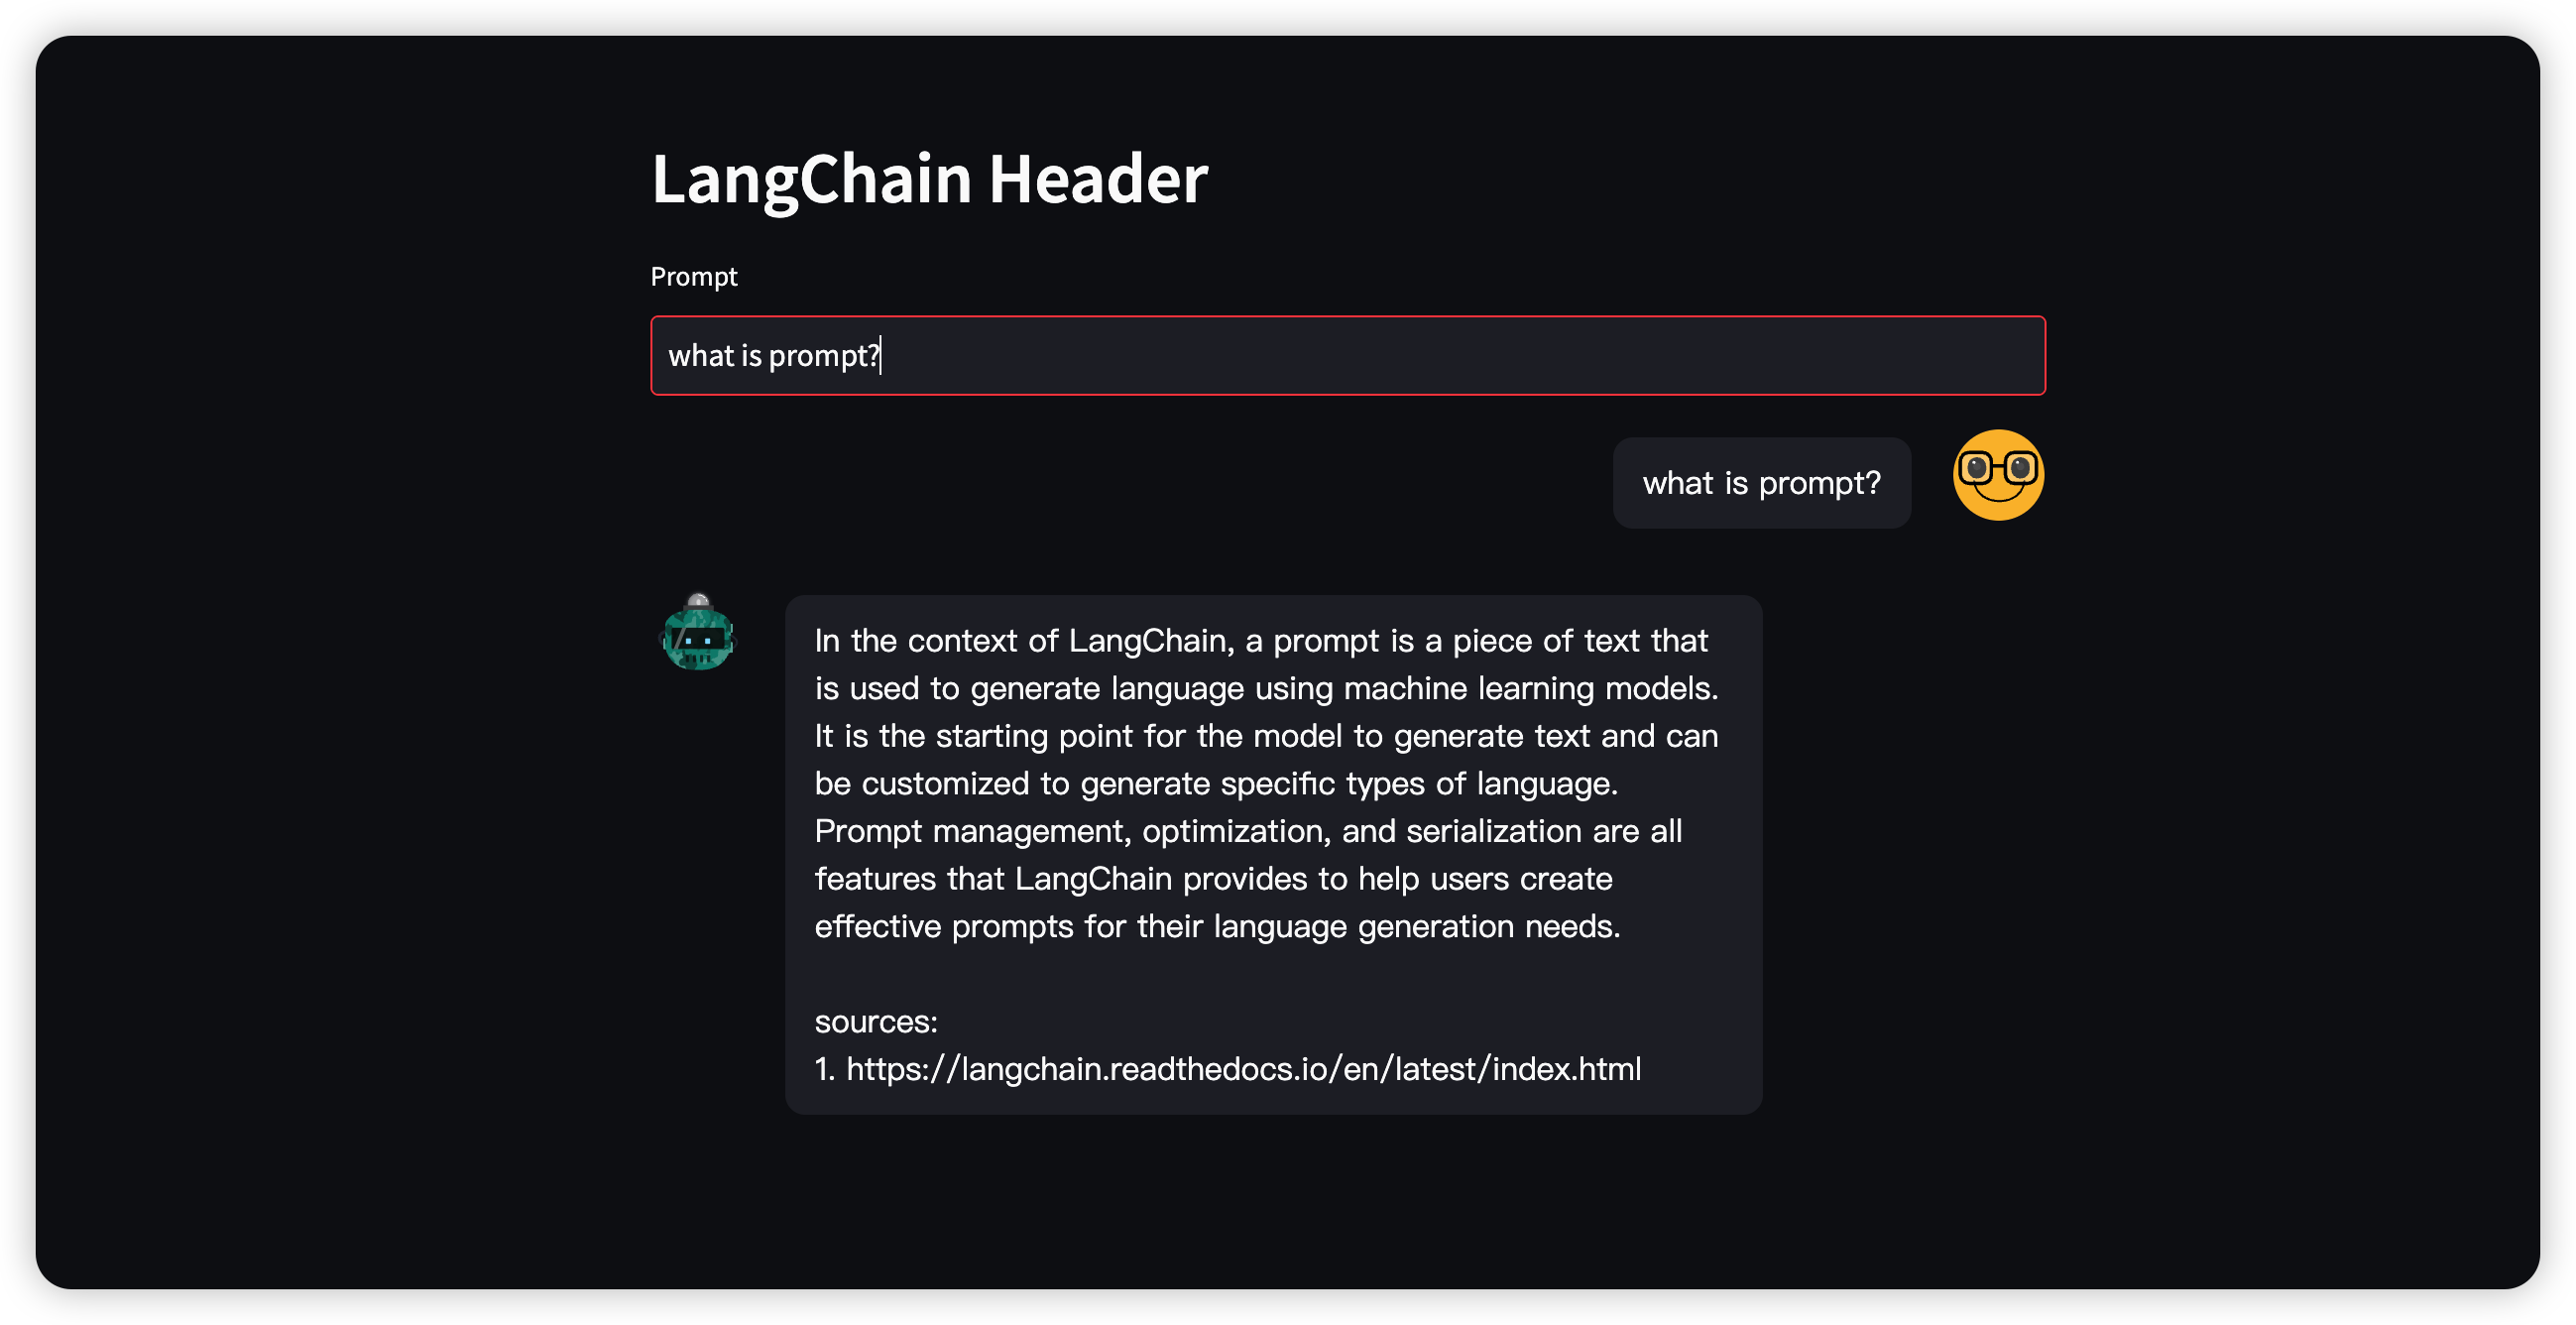 LangChain Header
Prompt
what is prompt?
what is prompt?
In the context of LangChain, a prompt is a piece of text that
is used to generate language using machine learning models.
It is the starting point for the model to generate text and can
be customized to generate specific types of language.
Prompt management, optimization, and serialization are all
features that LangChain provides to help users create
effective prompts for their language generation needs.
sources:
1. https://langchain.readthedocs.io/en/latest/index.html